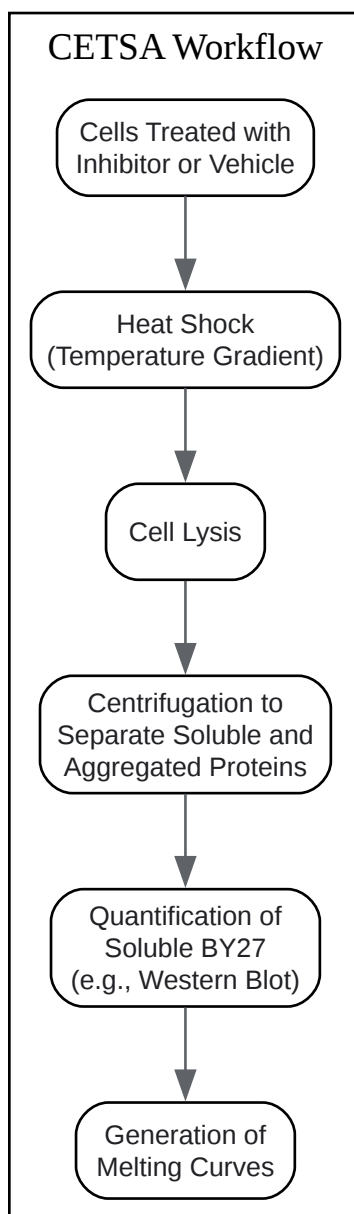 CETSA Workflow
Cells Treated with
Inhibitor or Vehicle
Heat Shock
(Temperature Gradient)
Cell Lysis
Centrifugation to
Separate Soluble and
Aggregated Proteins
Quantification of
Soluble BY27
(e.g., Western Blot)
Generation of
Melting Curves